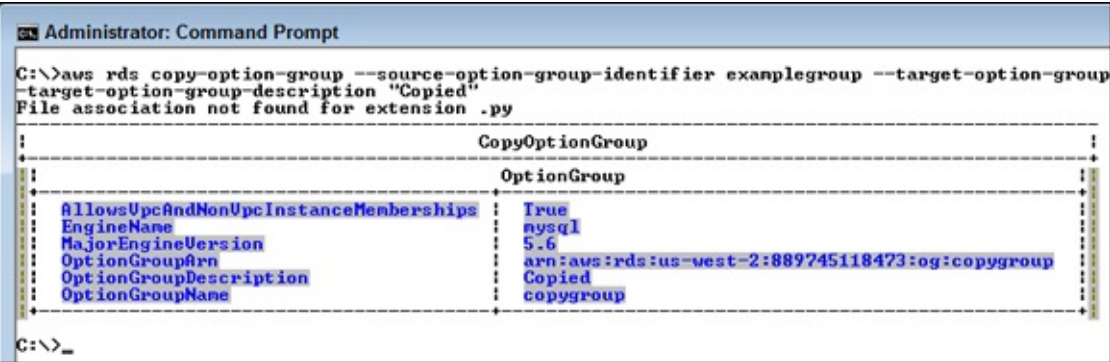 Administrator: Command Prompt
C:\>aws rds copy-option-group --source-option-group-identifier examplegroup --target-option-group
-target-option-group-description "Copied"
File association not found for extension .py
CopyOptionGroup
OptionGroup
AllowsVpcAndNonVpcInstanceMemberships True
EngineName mysql
MajorEngineVersion 5.6
OptionGroupArn arn:aws:rds:us-west-2:889745118473:og:copygroup
OptionGroupDescription Copied
OptionGroupName copygroup
C:\>_